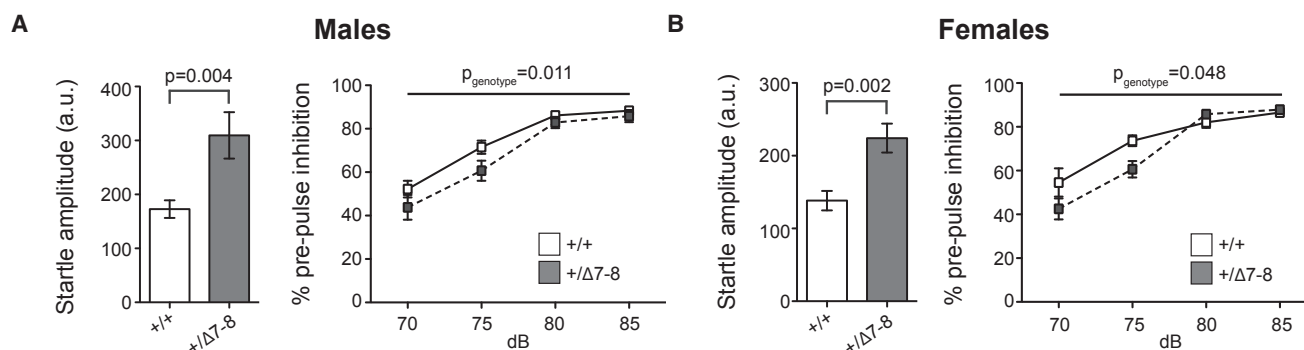 A
Males
Startle amplitude (a.u.)
400
300
200
100
0
p=0.004
+/+
+/Δ7-8
% pre-pulse inhibition
100
80
60
40
20
0
p_genotype=0.011
+/+
+/Δ7-8
70 75 80 85
dB
B
Females
Startle amplitude (a.u.)
300
200
100
0
p=0.002
+/+
+/Δ7-8
% pre-pulse inhibition
100
80
60
40
20
0
p_genotype=0.048
+/+
+/Δ7-8
70 75 80 85
dB